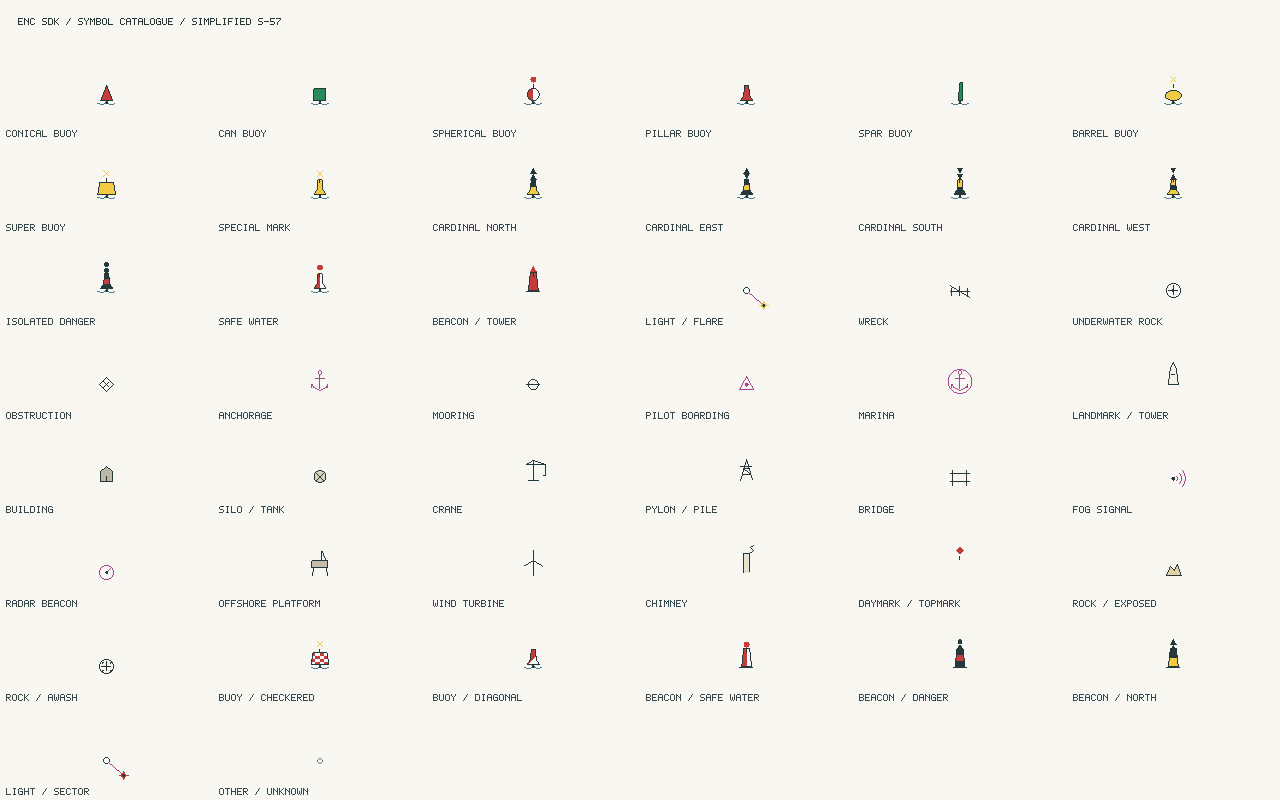 ENC SDK / SYMBOL CATALOGUE / SIMPLIFIED S-57
CONICAL BUOY
CAN BUOY
SPHERICAL BUOY
PILLAR BUOY
SPAR BUOY
BARREL BUOY
SUPER BUOY
SPECIAL MARK
CARDINAL NORTH
CARDINAL EAST
CARDINAL SOUTH
CARDINAL WEST
ISOLATED DANGER
SAFE WATER
BEACON / TOWER
LIGHT / FLARE
WRECK
UNDERWATER ROCK
OBSTRUCTION
ANCHORAGE
MOORING
PILOT BOARDING
MARINA
LANDMARK / TOWER
BUILDING
SILO / TANK
CRANE
PYLON / PILE
BRIDGE
FOG SIGNAL
RADAR BEACON
OFFSHORE PLATFORM
WIND TURBINE
CHIMNEY
DAYMARK / TOPMARK
ROCK / EXPOSED
ROCK / AWASH
BUOY / CHECKERED
BUOY / DIAGONAL
BEACON / SAFE WATER
BEACON / DANGER
BEACON / NORTH
LIGHT / SECTOR
OTHER / UNKNOWN